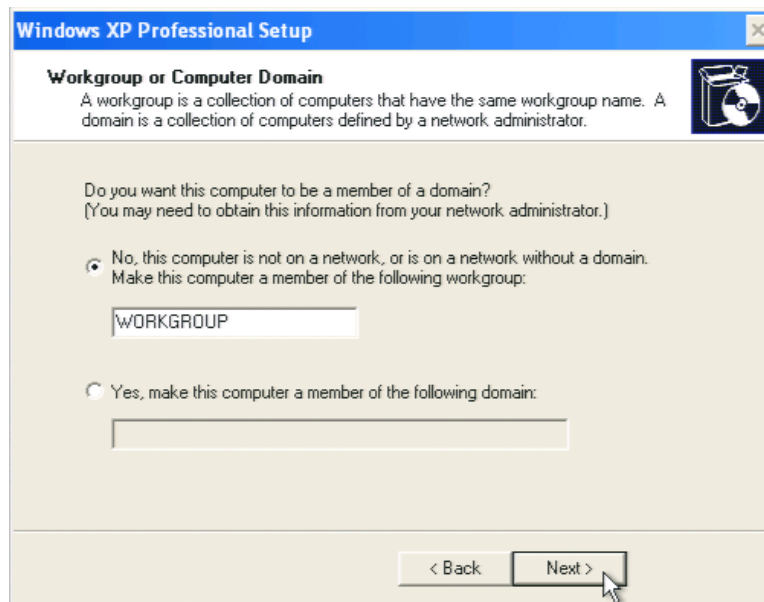 Windows XP Professional Setup
Workgroup or Computer Domain
A workgroup is a collection of computers that have the same workgroup name. A
domain is a collection of computers defined by a network administrator.
Do you want this computer to be a member of a domain?
(You may need to obtain this information from your network administrator.)
No, this computer is not on a network, or is on a network without a domain.
Make this computer a member of the following workgroup:
WORKGROUP
Yes, make this computer a member of the following domain:
< Back Next >